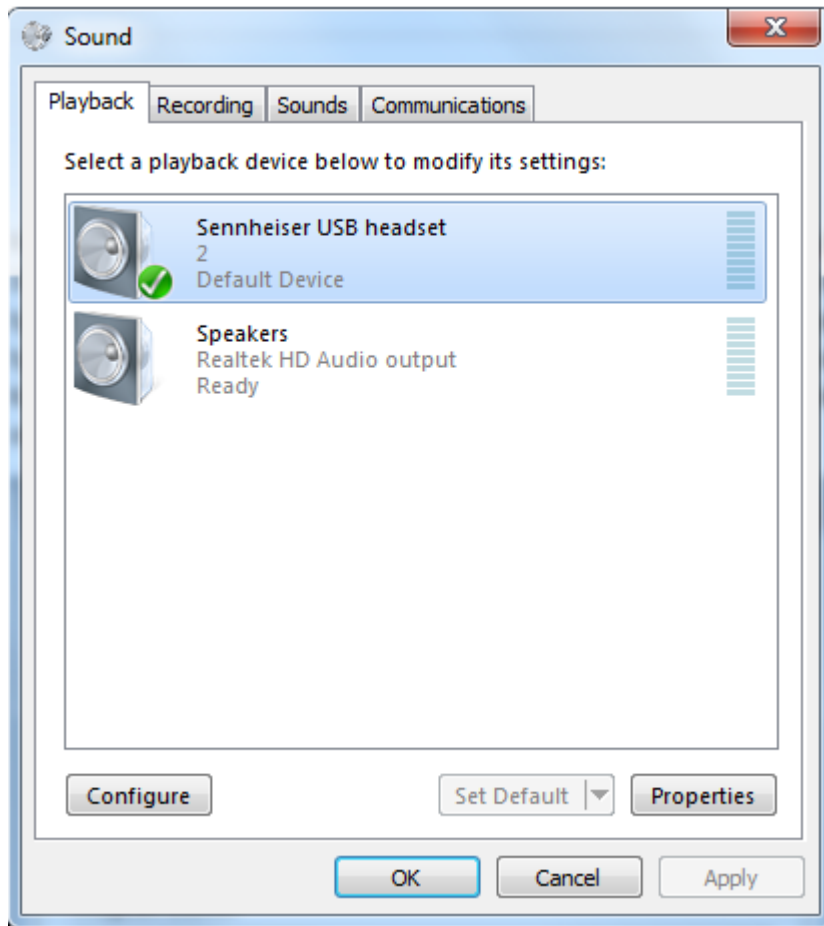 Sound
Playback Recording Sounds Communications
Select a playback device below to modify its settings:
Sennheiser USB headset
2
Default Device
Speakers
Realtek HD Audio output
Ready
Configure Set Default Properties
OK Cancel Apply